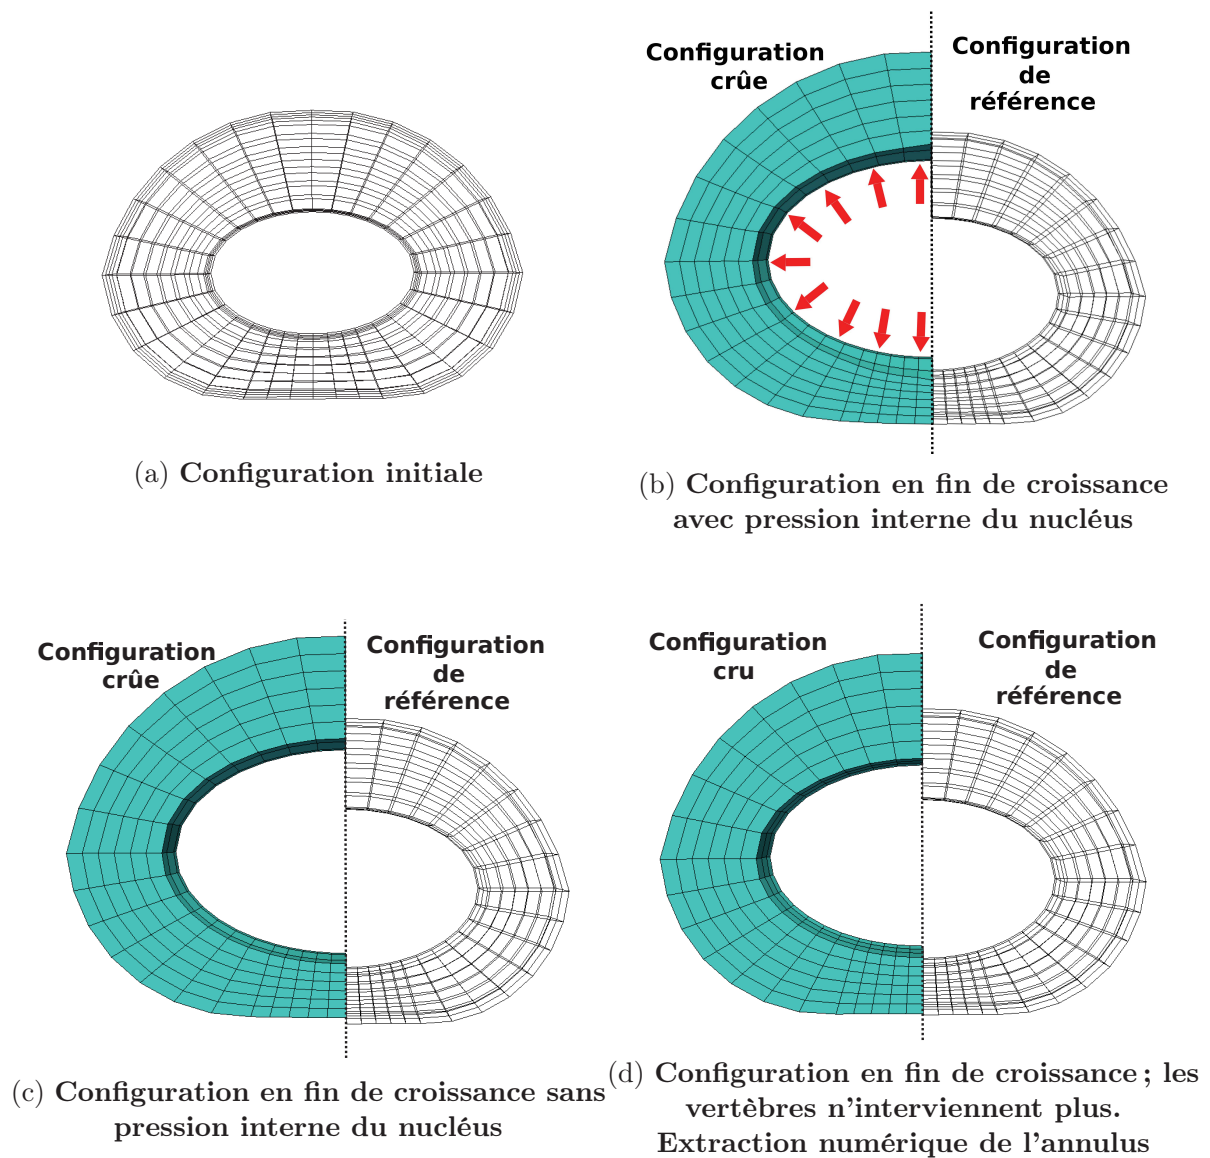 Configuration
crûe
Configuration
de
référence
(a) Configuration initiale
(b) Configuration en fin de croissance
avec pression interne du nucléus
Configuration
crûe
Configuration
de
référence
(c) Configuration en fin de croissance sans
pression interne du nucléus
Configuration
cru
Configuration
de
référence
(d) Configuration en fin de croissance ; les
vertèbres n'interviennent plus.
Extraction numérique de l'annulus